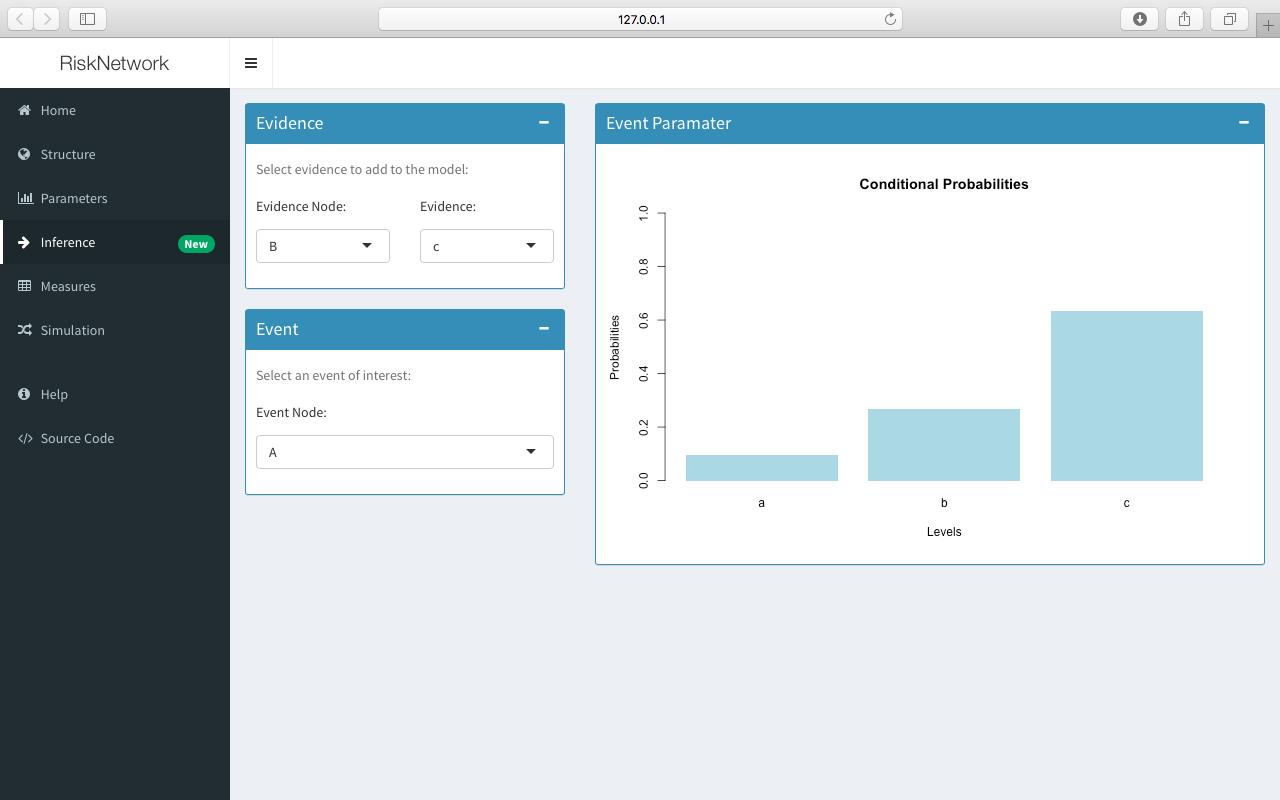 127.0.0.1
RiskNetwork
Home
Structure
Parameters
Inference New
Measures
Simulation
Help
Source Code
Evidence
Select evidence to add to the model:
Evidence Node: Evidence:
B c
Event
Select an event of interest:
Event Node:
A
Event Paramater
Conditional Probabilities
1.0
0.8
0.6
0.4
0.2
0.0
Probabilities
a b c
Levels